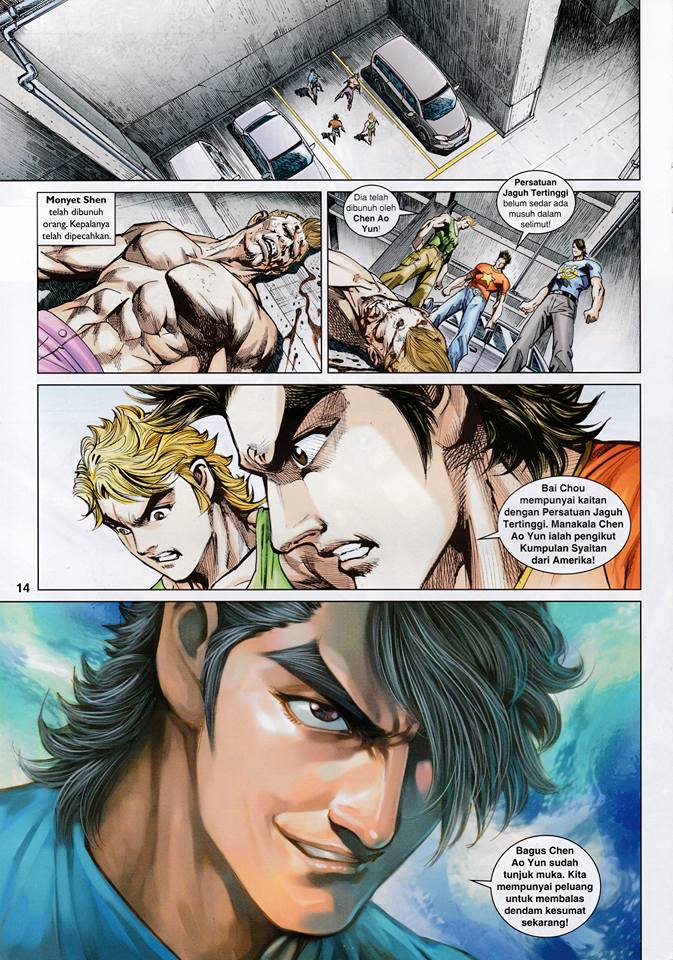 Monyet Shen
telah dibunuh
orang. Kepalanya
telah dipecahkan.
Dia telah
dibunuh oleh
Chen Ao
Yun!
Persatuan
Jaguh Tertinggi
belum sedar ada
musuh dalam
selimut!
Bai Chou
mempunyai kaitan
dengan Persatuan Jaguh
Tertinggi. Manakala Chen
Ao Yun ialah pengikut
Kumpulan Syaitan
dari Amerika!
14
Bagus Chen
Ao Yun sudah
tunjuk muka. Kita
mempunyai peluang
untuk membalas
dendam kesumat
sekarang!